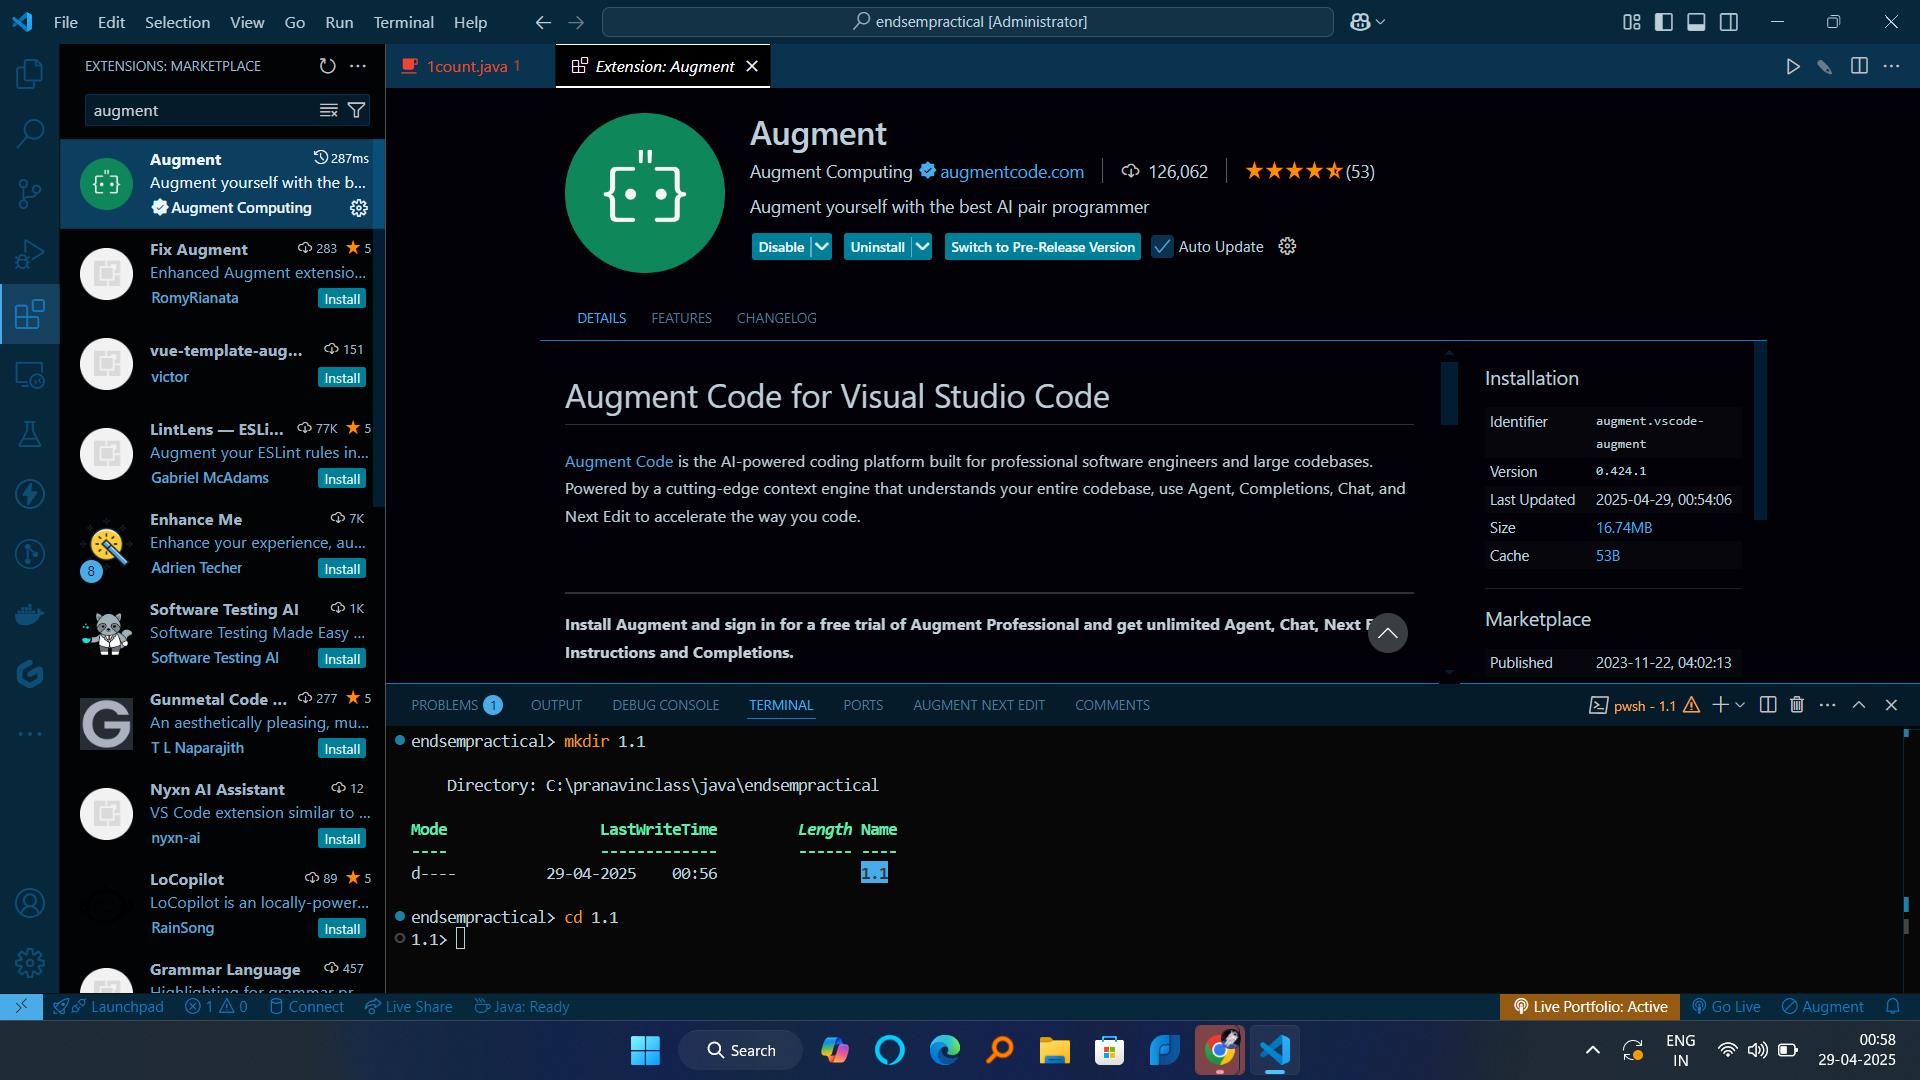 File Edit Selection View Go Run Terminal Help
endsempractical [Administrator]
EXTENSIONS: MARKETPLACE
augment
Augment 287ms
Augment yourself with the b...
Augment Computing
Fix Augment 283 5
Enhanced Augment extensio...
RomyRianata Install
vue-template-aug... 151
victor Install
LintLens — ESLi... 77K 5
Augment your ESLint rules in...
Gabriel McAdams Install
Enhance Me 7K
Enhance your experience, au...
Adrien Techer Install
8
Software Testing AI 1K
Software Testing Made Easy ...
Software Testing AI Install
Gunmetal Code ... 277 5
An aesthetically pleasing, mu...
T L Naparajith Install
Nyxn AI Assistant 12
VS Code extension similar to ...
nyxn-ai Install
LoCopilot 89 5
LoCopilot is an locally-power...
RainSong Install
Grammar Language 457
1count.java 1
Extension: Augment
Augment
Augment Computing augmentcode.com 126,062 (53)
Augment yourself with the best AI pair programmer
Disable Uninstall Switch to Pre-Release Version Auto Update
DETAILS FEATURES CHANGELOG
Augment Code for Visual Studio Code
Augment Code is the AI-powered coding platform built for professional software engineers and large codebases.
Powered by a cutting-edge context engine that understands your entire codebase, use Agent, Completions, Chat, and
Next Edit to accelerate the way you code.
Install Augment and sign in for a free trial of Augment Professional and get unlimited Agent, Chat, Next
Instructions and Completions.
Installation
Identifier augment.vscode-
augment
Version 0.424.1
Last Updated 2025-04-29, 00:54:06
Size 16.74MB
Cache 53B
Marketplace
Published 2023-11-22, 04:02:13
PROBLEMS 1 OUTPUT DEBUG CONSOLE TERMINAL PORTS AUGMENT NEXT EDIT COMMENTS
pwsh - 1.1
endsempractical> mkdir 1.1
Directory: C:\pranavinclass\java\endsempractical
Mode LastWriteTime Length Name
---- ------------- ------ ----
d---- 29-04-2025 00:56 1.1
endsempractical> cd 1.1
1.1>
Launchpad 1 0 Connect Live Share Java: Ready
Live Portfolio: Active Go Live Augment
Search
ENG
IN
00:58
29-04-2025